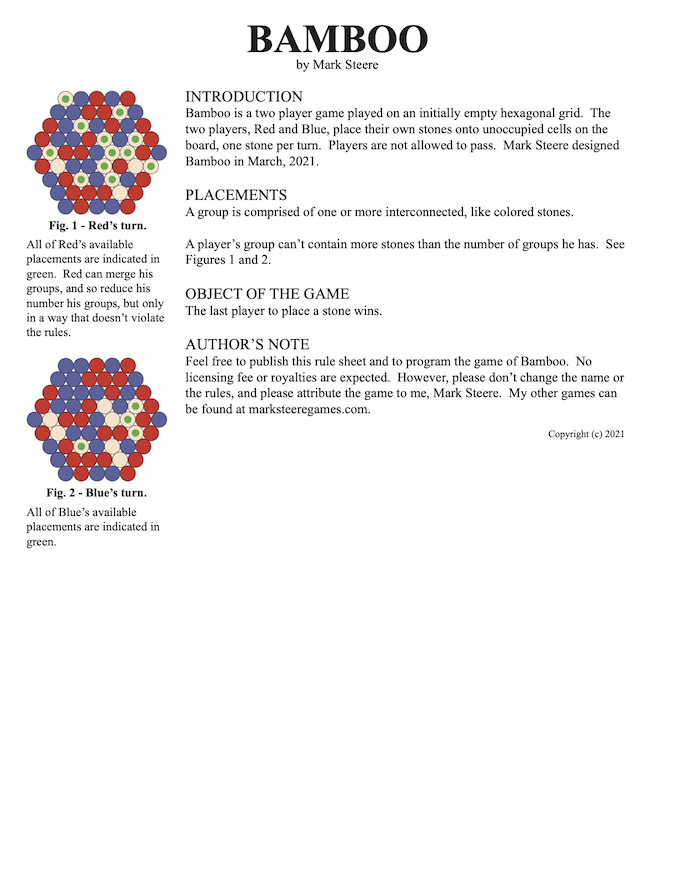 BAMBOO
by Mark Steere
INTRODUCTION
Bamboo is a two player game played on an initially empty hexagonal grid.  The
two players, Red and Blue, place their own stones onto unoccupied cells on the
board, one stone per turn.  Players are not allowed to pass.  Mark Steere designed
Bamboo in March, 2021.
PLACEMENTS
A group is comprised of one or more interconnected, like colored stones.
A player's group can't contain more stones than the number of groups he has.  See
Figures 1 and 2.
OBJECT OF THE GAME
The last player to place a stone wins.
AUTHOR'S NOTE
Feel free to publish this rule sheet and to program the game of Bamboo.  No
licensing fee or royalties are expected.  However, please don't change the name or
the rules, and please attribute the game to me, Mark Steere.  My other games can
be found at marksteeregames.com.
Copyright (c) 2021
Fig. 1 - Red's turn.
All of Red's available
placements are indicated in
green.  Red can merge his
groups, and so reduce his
number his groups, but only
in a way that doesn't violate
the rules.
Fig. 2 - Blue's turn.
All of Blue's available
placements are indicated in
green.